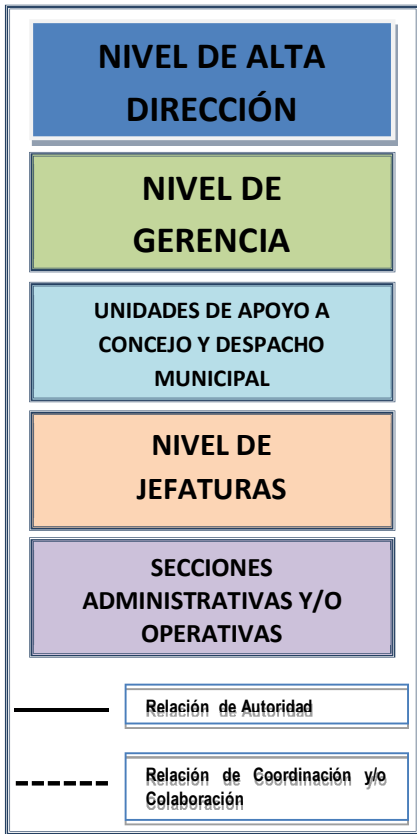 NIVEL DE ALTA
DIRECCIÓN
NIVEL DE
GERENCIA
UNIDADES DE APOYO A
CONCEJO Y DESPACHO
MUNICIPAL
NIVEL DE
JEFATURAS
SECCIONES
ADMINISTRATIVAS Y/O
OPERATIVAS
Relación de Autoridad
Relación de Coordinación y/o
Colaboración